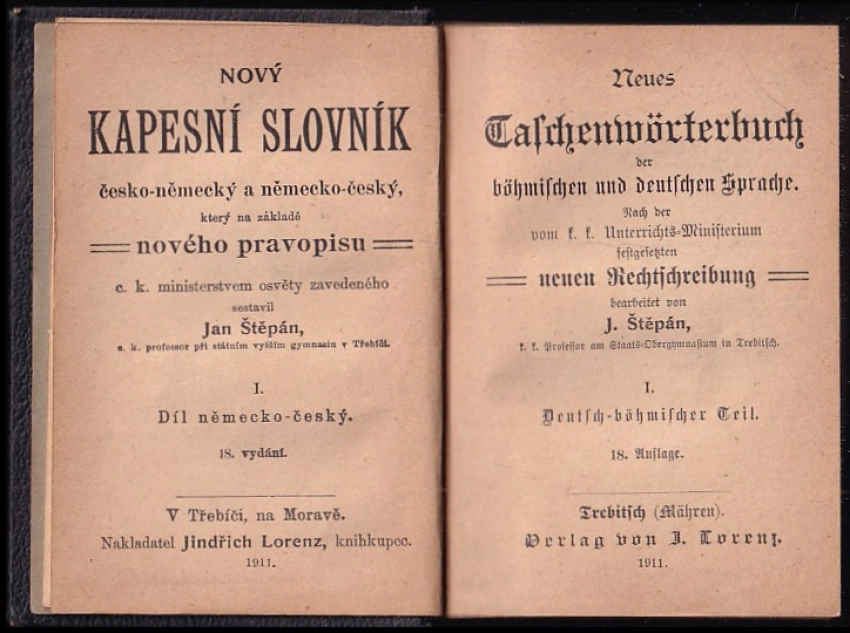 NOVÝ
KAPESNÍ SLOVNÍK
česko-německý a německo-český,
který na základě
nového pravopisu
c. k. ministerstvem osvěty zavedeného
sestavil
Jan Štěpán,
c. k. professor při státním vyšším gymnasiu v Třebíči.
I.
Díl německo-český.
18. vydání.
V Třebíči, na Moravě.
Nakladatel Jindřich Lorenz, knihkupec.
1911.
Neues
Taschenwörterbuch
der
böhmischen und deutschen Sprache.
Nach der
vom k. k. Unterrichts-Ministerium
festgesetzten
neuen Rechtschreibung
bearbeitet von
J. Štěpán,
k. k. Professor am Staats-Obergymnasium in Trebitsch.
I.
Deutsch-böhmischer Teil.
18. Auflage.
Trebitsch (Mähren).
Verlag von J. Lorenz.
1911.